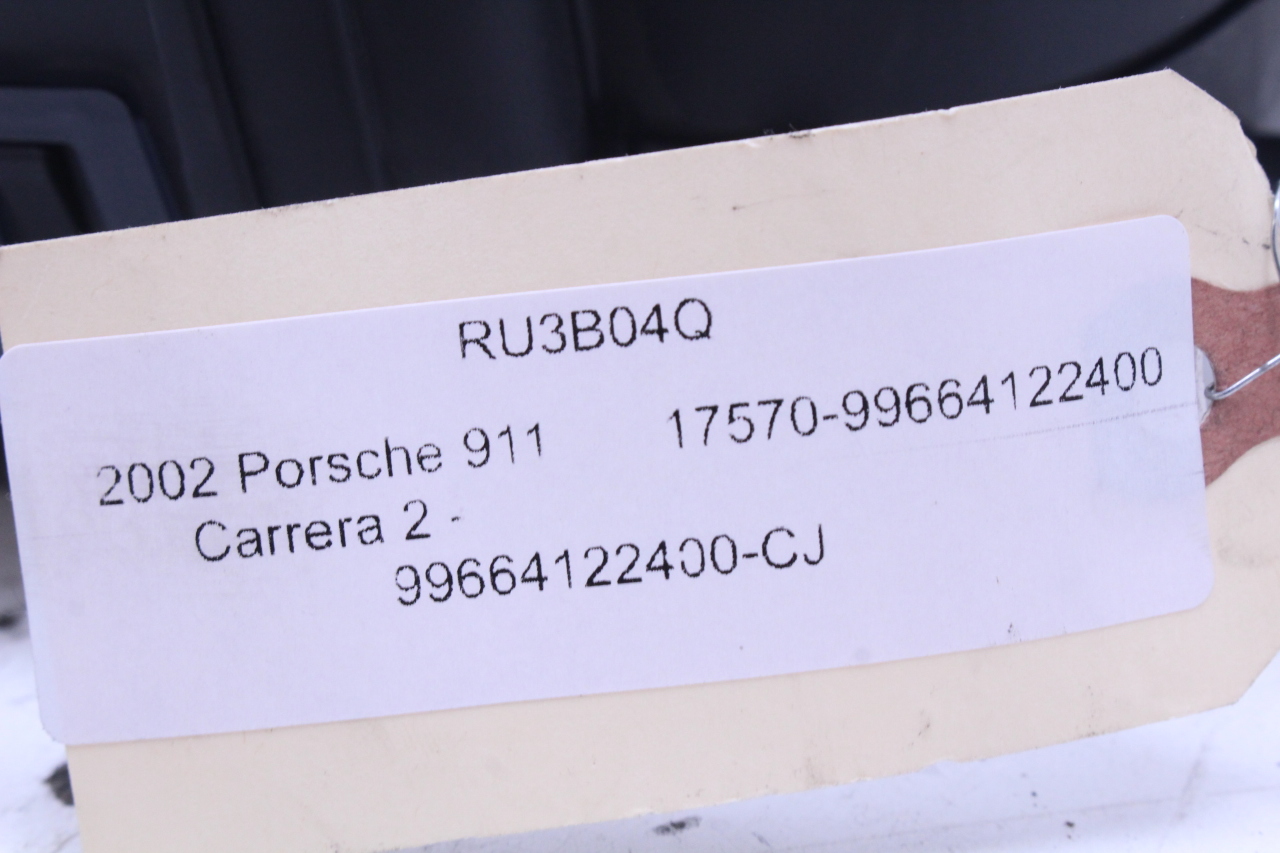 RU3B04Q
2002 Porsche 911 17570-99664122400
Carrera 2 -
99664122400-CJ